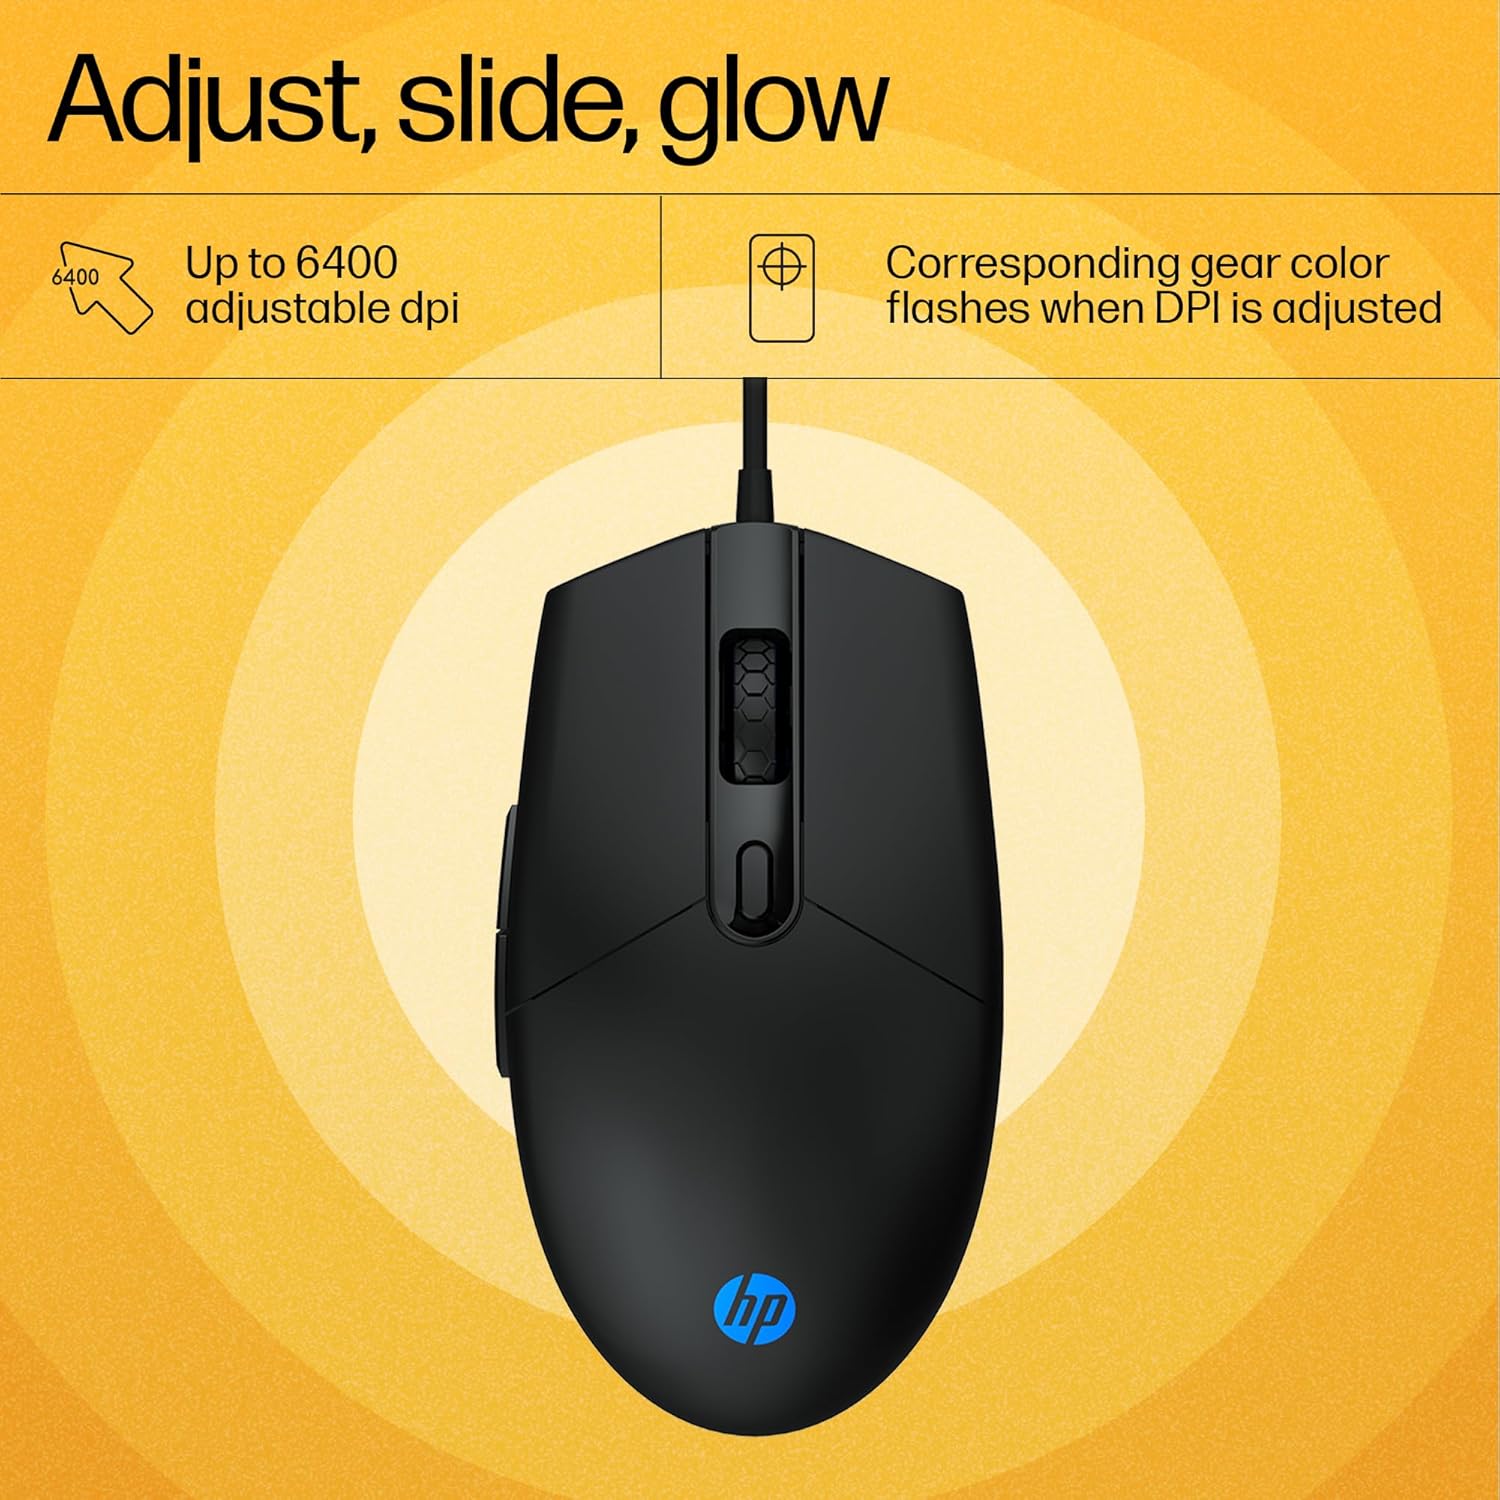 Adjust, slide, glow
6400
Up to 6400
adjustable dpi
Corresponding gear color
flashes when DPI is adjusted
hp